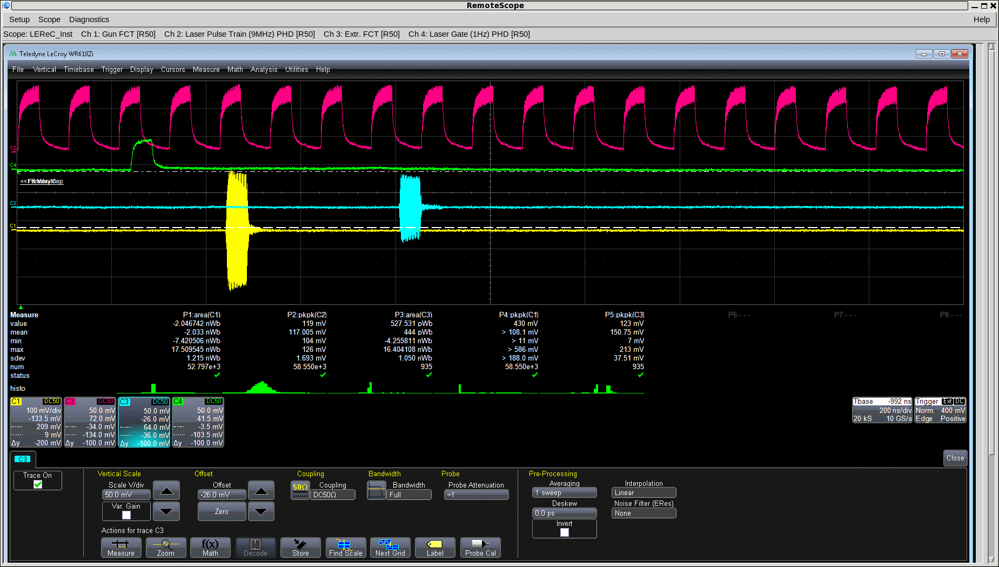 RemoteScope
Setup Scope Diagnostics Help
Scope: LEReC_Inst Ch 1: Gun FCT [R50] Ch 2: Laser Pulse Train (9MHz) PHD [R50] Ch 3: Extr. FCT [R50] Ch 4: Laser Gate (1Hz) PHD [R50]
Teledyne LeCroy WR610Zi
File Vertical Timebase Trigger Display Cursors Measure Math Analysis Utilities Help
C2
C4
<<
C3
C1
Measure P1:area(C1) P2:pkpk(C2) P3:area(C3) P4:pkpk(C1) P5:pkpk(C3) P6:--- P7:--- P8:---
value -2.046742 nWb 119 mV 527.531 pWb 430 mV 123 mV
mean -2.033 nWb 117.005 mV 444 pWb > 108.1 mV 150.75 mV
min -7.420506 nWb 104 mV -4.255811 nWb > 11 mV 7 mV
max 17.509545 nWb 126 mV 16.404108 nWb > 586 mV 213 mV
sdev 1.215 nWb 1.693 mV 1.050 nWb > 188.0 mV 37.51 mV
num 52.797e+3 58.550e+3 935 58.550e+3 935
status
histo
C1 DC50 C2 DC50 C3 DC50 C4 DC50 Tbase -992 ns Trigger Ext DC
100 mV/div 50.0 mV 50.0 mV 50.0 mV 200 ns/div Norm. 400 mV
-133.5 mV 72.0 mV -26.0 mV 41.5 mV 20 kS 10 GS/s Edge Positive
209 mV -34.0 mV 64.0 mV -3.5 mV
9 mV -134.0 mV -36.0 mV -103.5 mV
Δy -200 mV Δy -100.0 mV Δy -100.0 mV Δy -100.0 mV
C3 Close
Trace On Vertical Scale Offset Coupling Bandwidth Probe Pre-Processing
Scale V/div Offset 50Ω Coupling Bandwidth Probe Attenuation Averaging Interpolation
50.0 mV -26.0 mV DC50Ω Full ÷1 1 sweep Linear
Var. Gain Zero Deskew Noise Filter (ERes)
0.0 ps None
Invert
Actions for trace C3
f(x)
Measure Zoom Math Decode Store Find Scale Next Grid Label Probe Cal